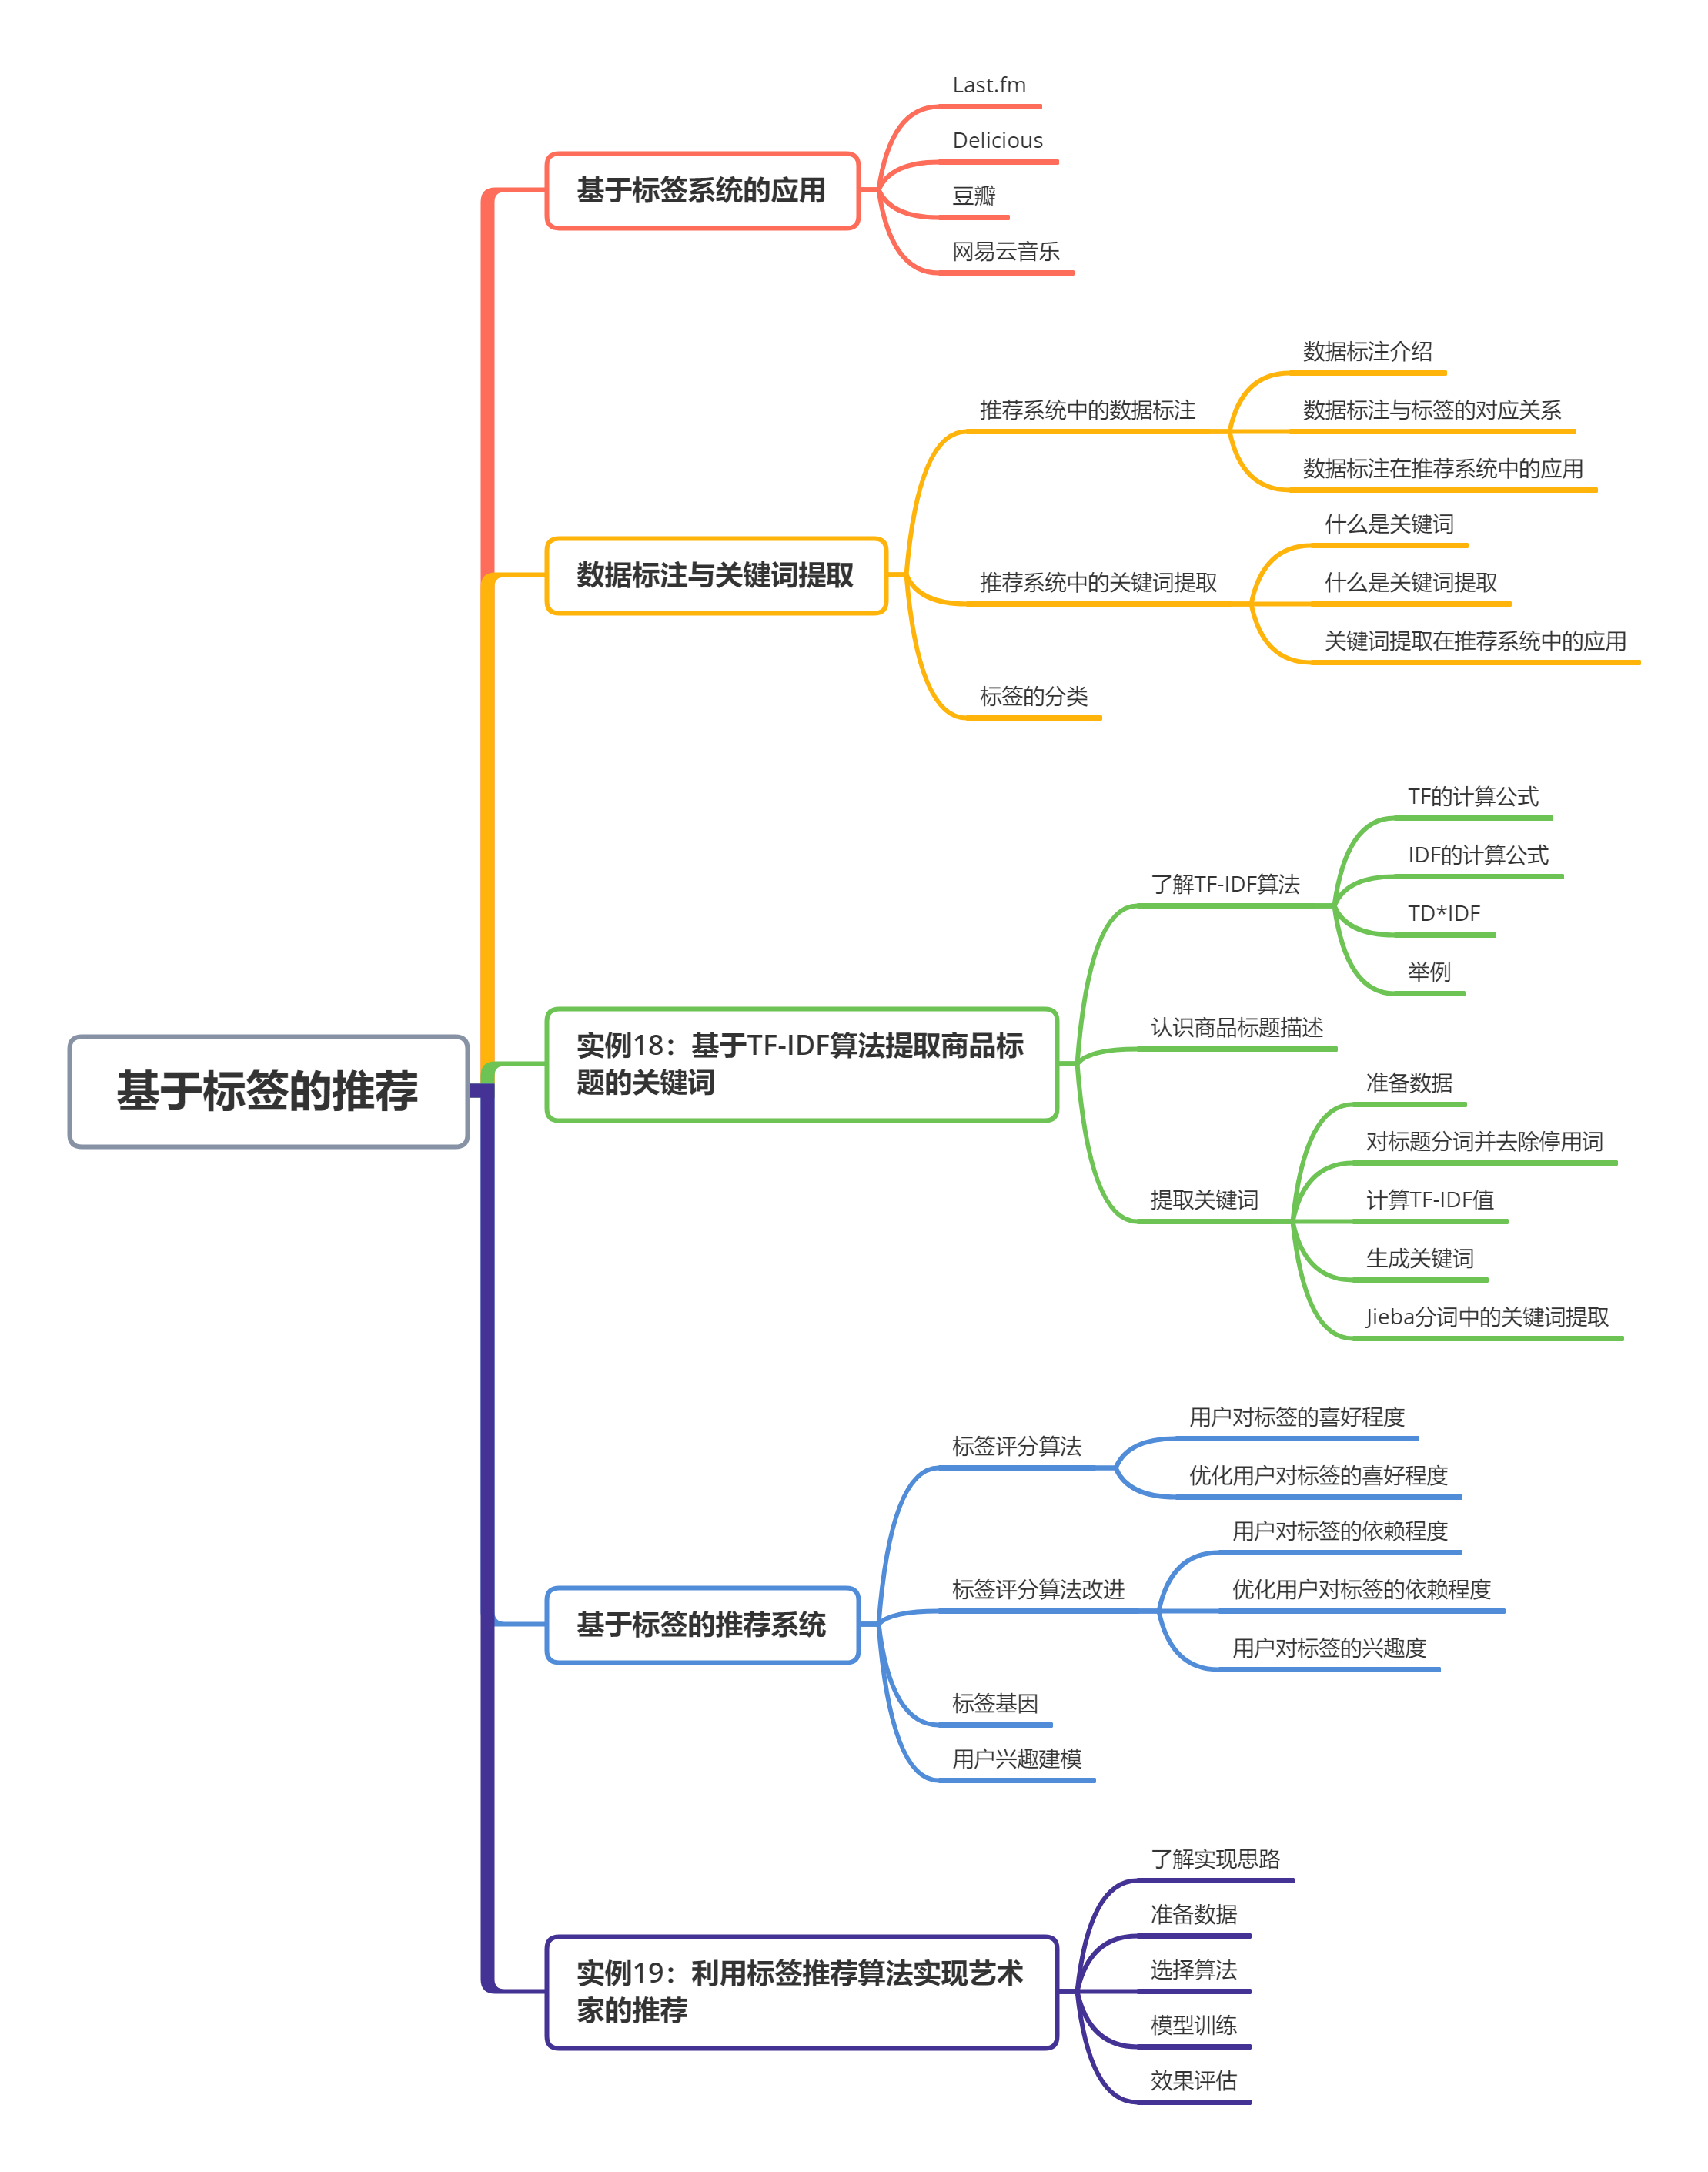 基于标签的推荐
基于标签系统的应用
Last.fm
Delicious
豆瓣
网易云音乐
数据标注与关键词提取
推荐系统中的数据标注
数据标注介绍
数据标注与标签的对应关系
数据标注在推荐系统中的应用
推荐系统中的关键词提取
什么是关键词
什么是关键词提取
关键词提取在推荐系统中的应用
标签的分类
实例18：基于TF-IDF算法提取商品标
题的关键词
了解TF-IDF算法
TF的计算公式
IDF的计算公式
TD*IDF
举例
认识商品标题描述
提取关键词
准备数据
对标题分词并去除停用词
计算TF-IDF值
生成关键词
Jieba分词中的关键词提取
基于标签的推荐系统
标签评分算法
用户对标签的喜好程度
优化用户对标签的喜好程度
标签评分算法改进
用户对标签的依赖程度
优化用户对标签的依赖程度
用户对标签的兴趣度
标签基因
用户兴趣建模
实例19：利用标签推荐算法实现艺术
家的推荐
了解实现思路
准备数据
选择算法
模型训练
效果评估